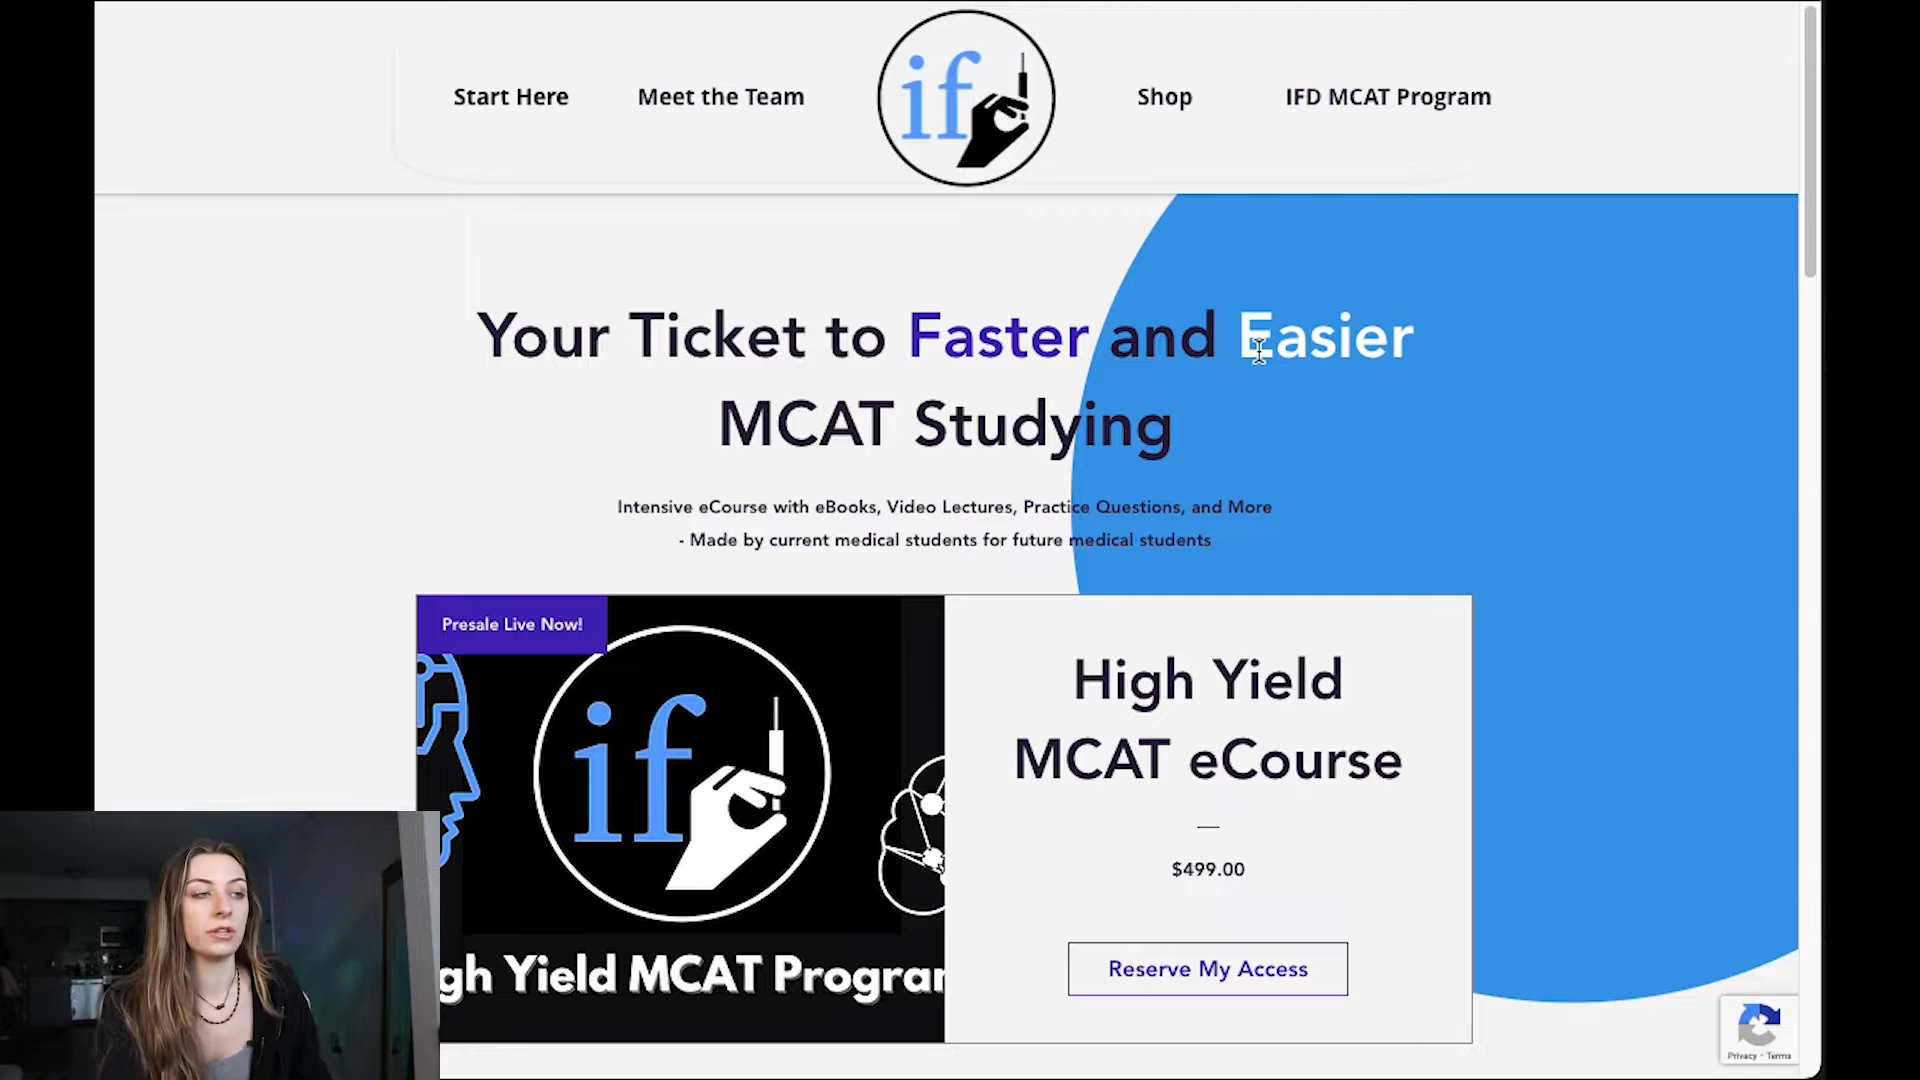 Start Here
Meet the Team
if
Shop
IFD MCAT Program
Your Ticket to Faster and Easier
MCAT Studying
Intensive eCourse with eBooks, Video Lectures, Practice Questions, and More
- Made by current medical students for future medical students
Presale Live Now!
if
gh Yield MCAT Progra
High Yield
MCAT eCourse
$499.00
Reserve My Access
Privacy - Terms